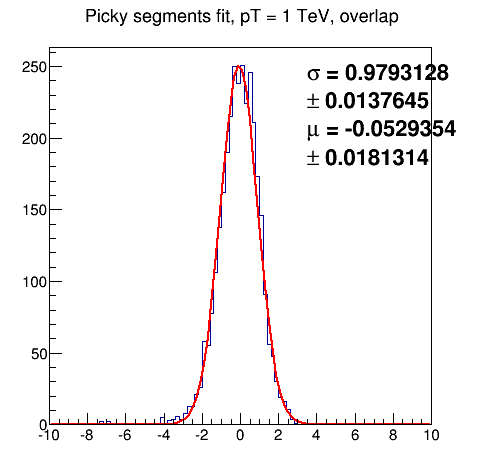 Picky segments fit, pT = 1 TeV, overlap
σ = 0.9793128
± 0.0137645
μ = -0.0529354
± 0.0181314
250
200
150
100
50
0
-10 -8 -6 -4 -2 0 2 4 6 8 10